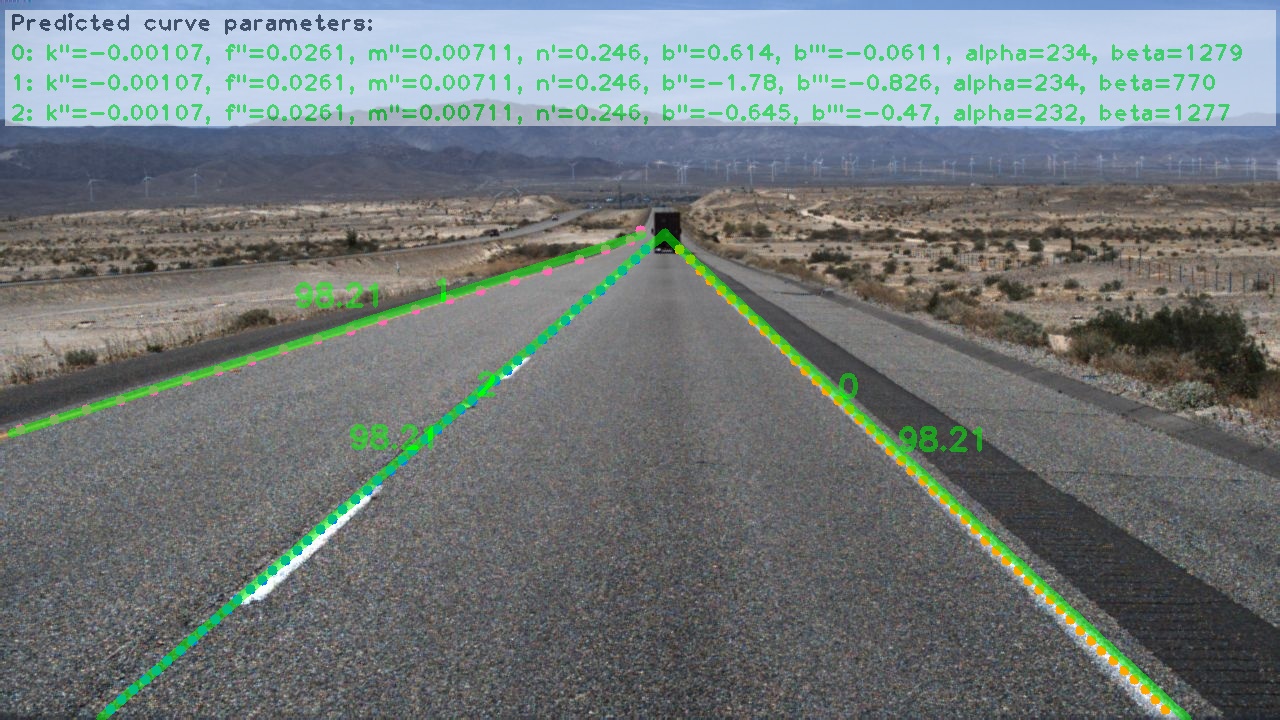 Predicted curve parameters:
0: k''=-0.00107, f''=0.0261, m''=0.00711, n'=0.246, b''=0.614, b'''=-0.0611, alpha=234, beta=1279
1: k''=-0.00107, f''=0.0261, m''=0.00711, n'=0.246, b''=-1.78, b'''=-0.826, alpha=234, beta=770
2: k''=-0.00107, f''=0.0261, m''=0.00711, n'=0.246, b''=-0.645, b'''=-0.47, alpha=232, beta=1277
98.21 1
2 0
98.21 98.21